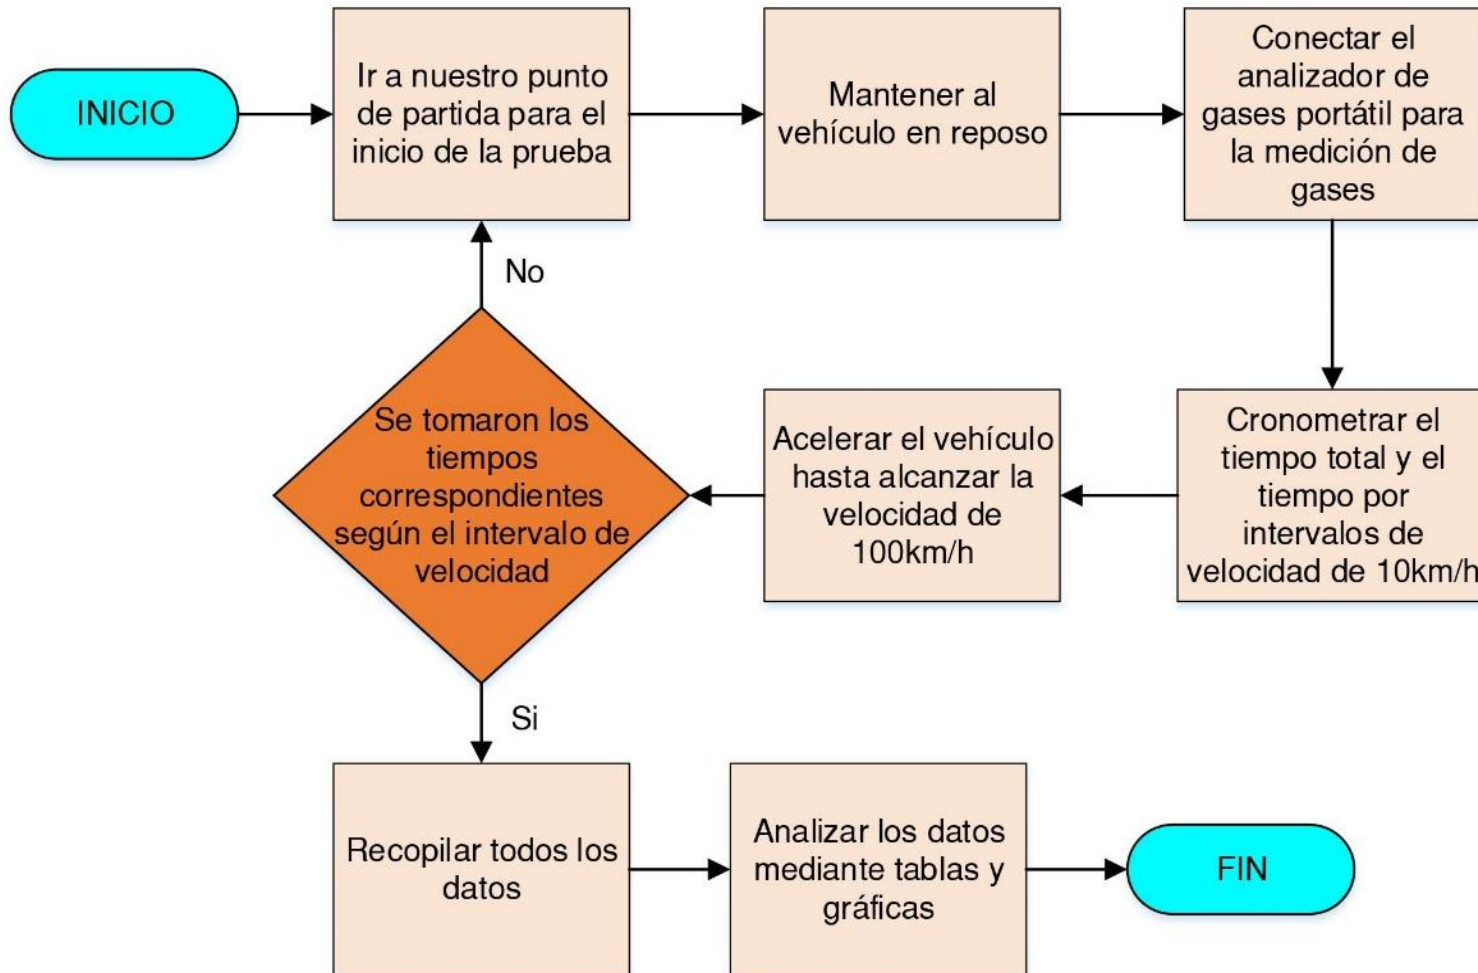 INICIO
Ir a nuestro punto
de partida para el
inicio de la prueba
Mantener al
vehículo en reposo
Conectar el
analizador de
gases portátil para
la medición de
gases
No
Se tomaron los
tiempos
correspondientes
según el intervalo de
velocidad
Acelerar el vehículo
hasta alcanzar la
velocidad de
100km/h
Cronometrar el
tiempo total y el
tiempo por
intervalos de
velocidad de 10km/h
Si
Recopilar todos los
datos
Analizar los datos
mediante tablas y
gráficas
FIN